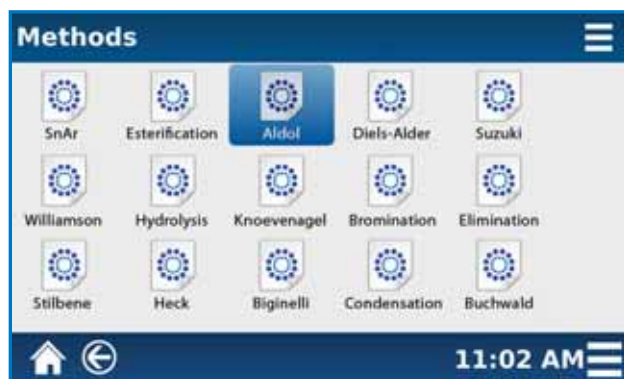 Methods
SnAr Esterification Aldol Diels-Alder Suzuki
Williamson Hydrolysis Knoevenagel Bromination Elimination
Stilbene Heck Biginelli Condensation Buchwald
11:02 AM